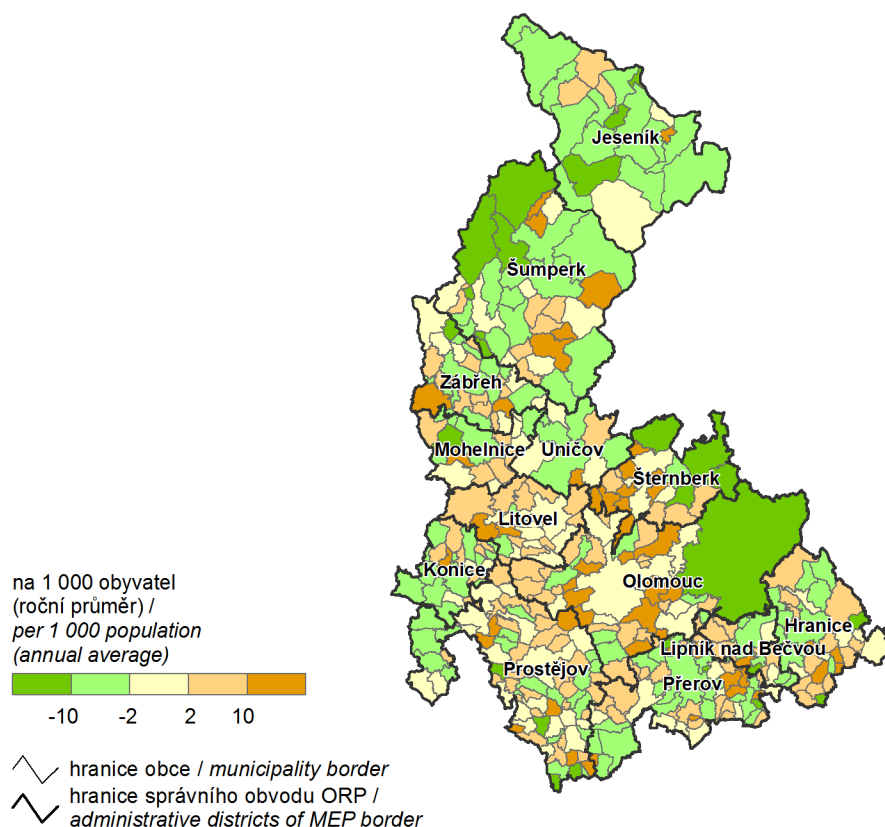 Jeseník
Šumperk
Zábřeh
Mohelnice
Uničov
Šternberk
Litovel
Konice
Olomouc
Hranice
Lipník nad Bečvou
Prostějov
Přerov
na 1 000 obyvatel
(roční průměr) /
per 1 000 population
(annual average)
-10 -2 2 10
hranice obce / municipality border
hranice správního obvodu ORP /
administrative districts of MEP border